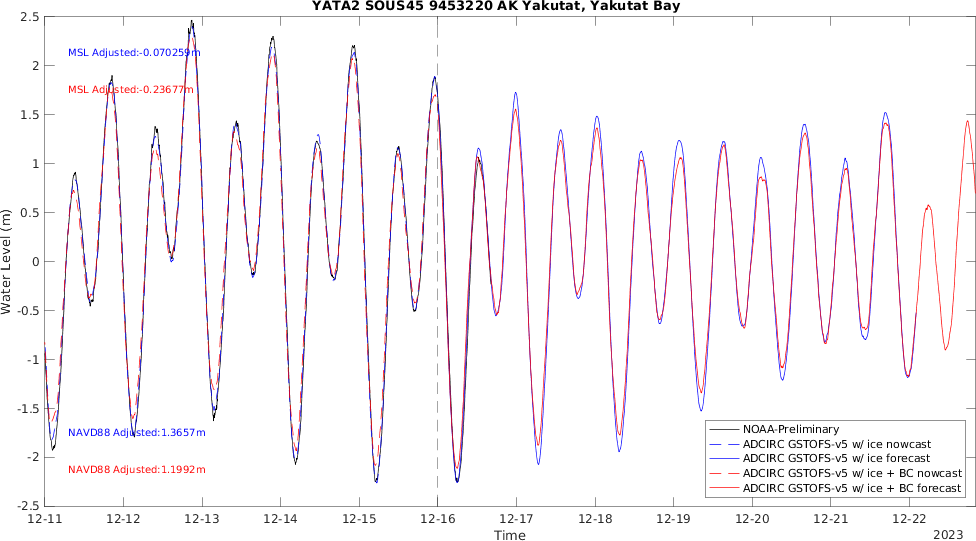 YATA2 SOUS45 9453220 AK Yakutat, Yakutat Bay
2.5
2
1.5
1
0.5
0
-0.5
-1
-1.5
-2
-2.5
Water Level (m)
MSL Adjusted:-0.070259m
MSL Adjusted:-0.23677m
NAVD88 Adjusted:1.3657m
NAVD88 Adjusted:1.1992m
NOAA-Preliminary
ADCIRC GSTOFS-v5 w/ ice nowcast
ADCIRC GSTOFS-v5 w/ ice forecast
ADCIRC GSTOFS-v5 w/ ice + BC nowcast
ADCIRC GSTOFS-v5 w/ ice + BC forecast
12-11 12-12 12-13 12-14 12-15 12-16 12-17 12-18 12-19 12-20 12-21 12-22
Time
2023